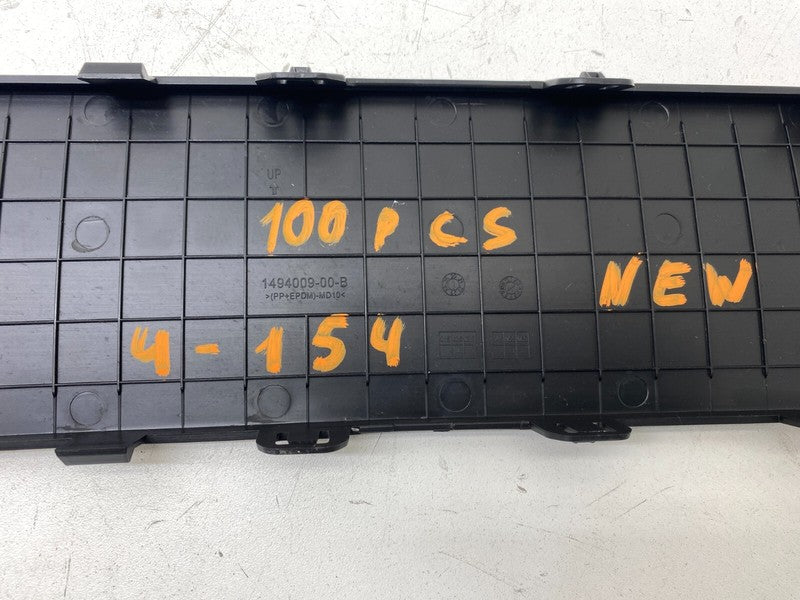 UP
T
100 PCS
1494009-00-B
>(PP+EPDM)-MD10<
NEW
4-154